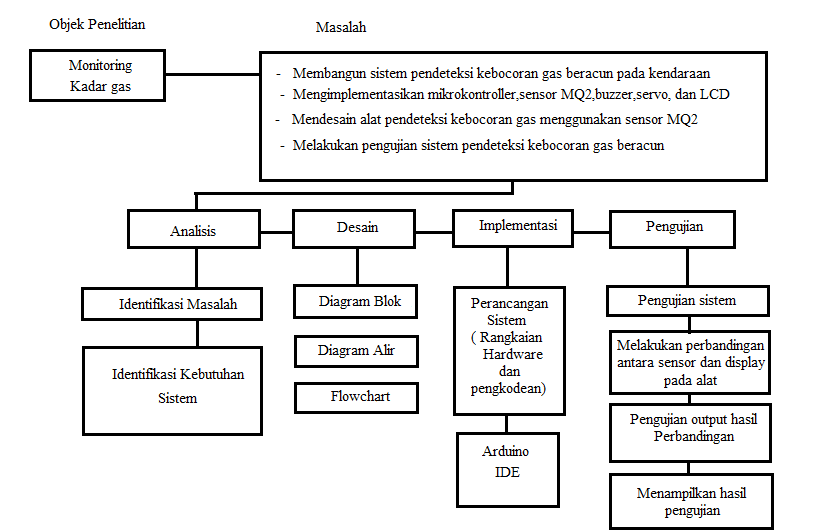 Objek Penelitian
Masalah
Monitoring
Kadar gas
- Membangun sistem pendeteksi kebocoran gas beracun pada kendaraan
- Mengimplementasikan mikrokontroller,sensor MQ2,buzzer,servo, dan LCD
- Mendesain alat pendeteksi kebocoran gas menggunakan sensor MQ2
- Melakukan pengujian sistem pendeteksi kebocoran gas beracun
Analisis
Desain
Implementasi
Pengujian
Identifikasi Masalah
Identifikasi Kebutuhan
Sistem
Diagram Blok
Diagram Alir
Flowchart
Perancangan
Sistem
( Rangkaian
Hardware
dan
pengkodean)
Arduino
IDE
Pengujian sistem
Melakukan perbandingan
antara sensor dan display
pada alat
Pengujian output hasil
Perbandingan
Menampilkan hasil
pengujian